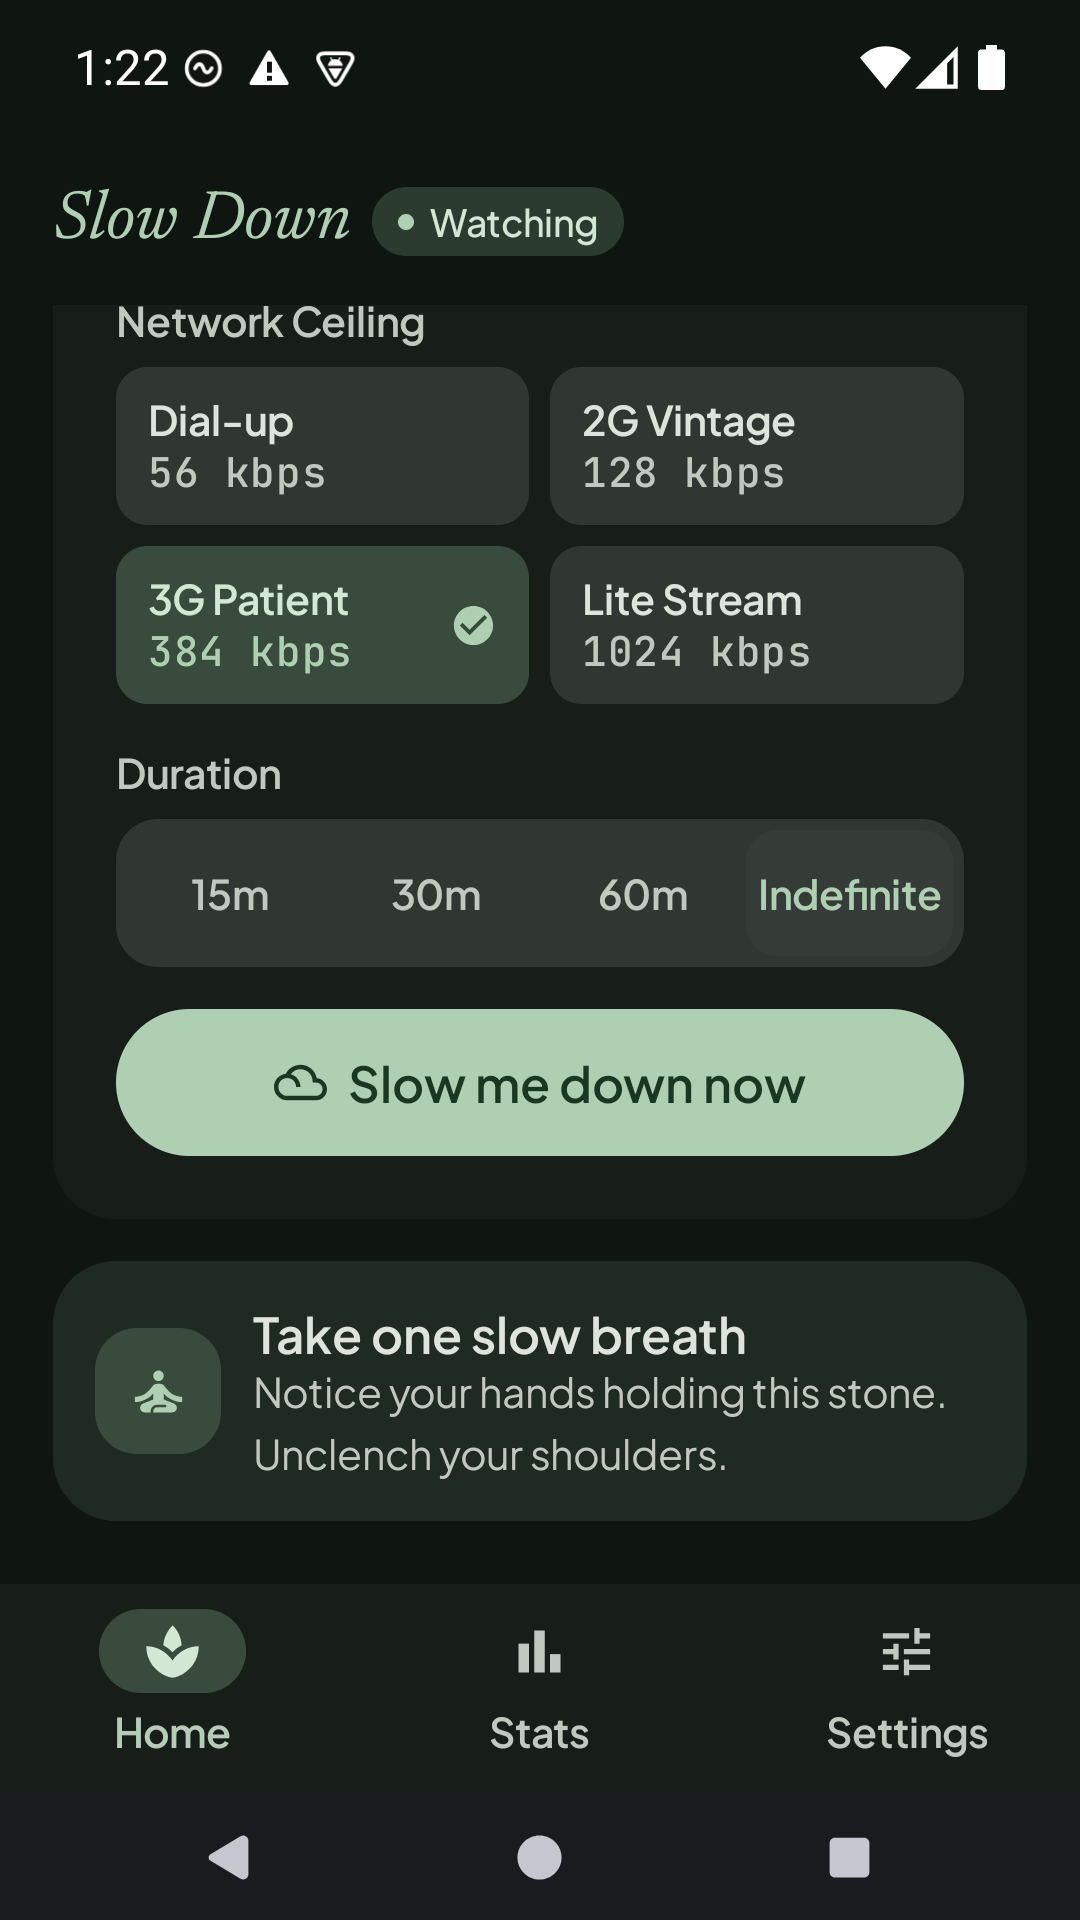 1:22
Slow Down
Watching
Network Ceiling
Dial-up
56 kbps
2G Vintage
128 kbps
3G Patient
384 kbps
Lite Stream
1024 kbps
Duration
15m
30m
60m
Indefinite
Slow me down now
Take one slow breath
Notice your hands holding this stone.
Unclench your shoulders.
Home
Stats
Settings